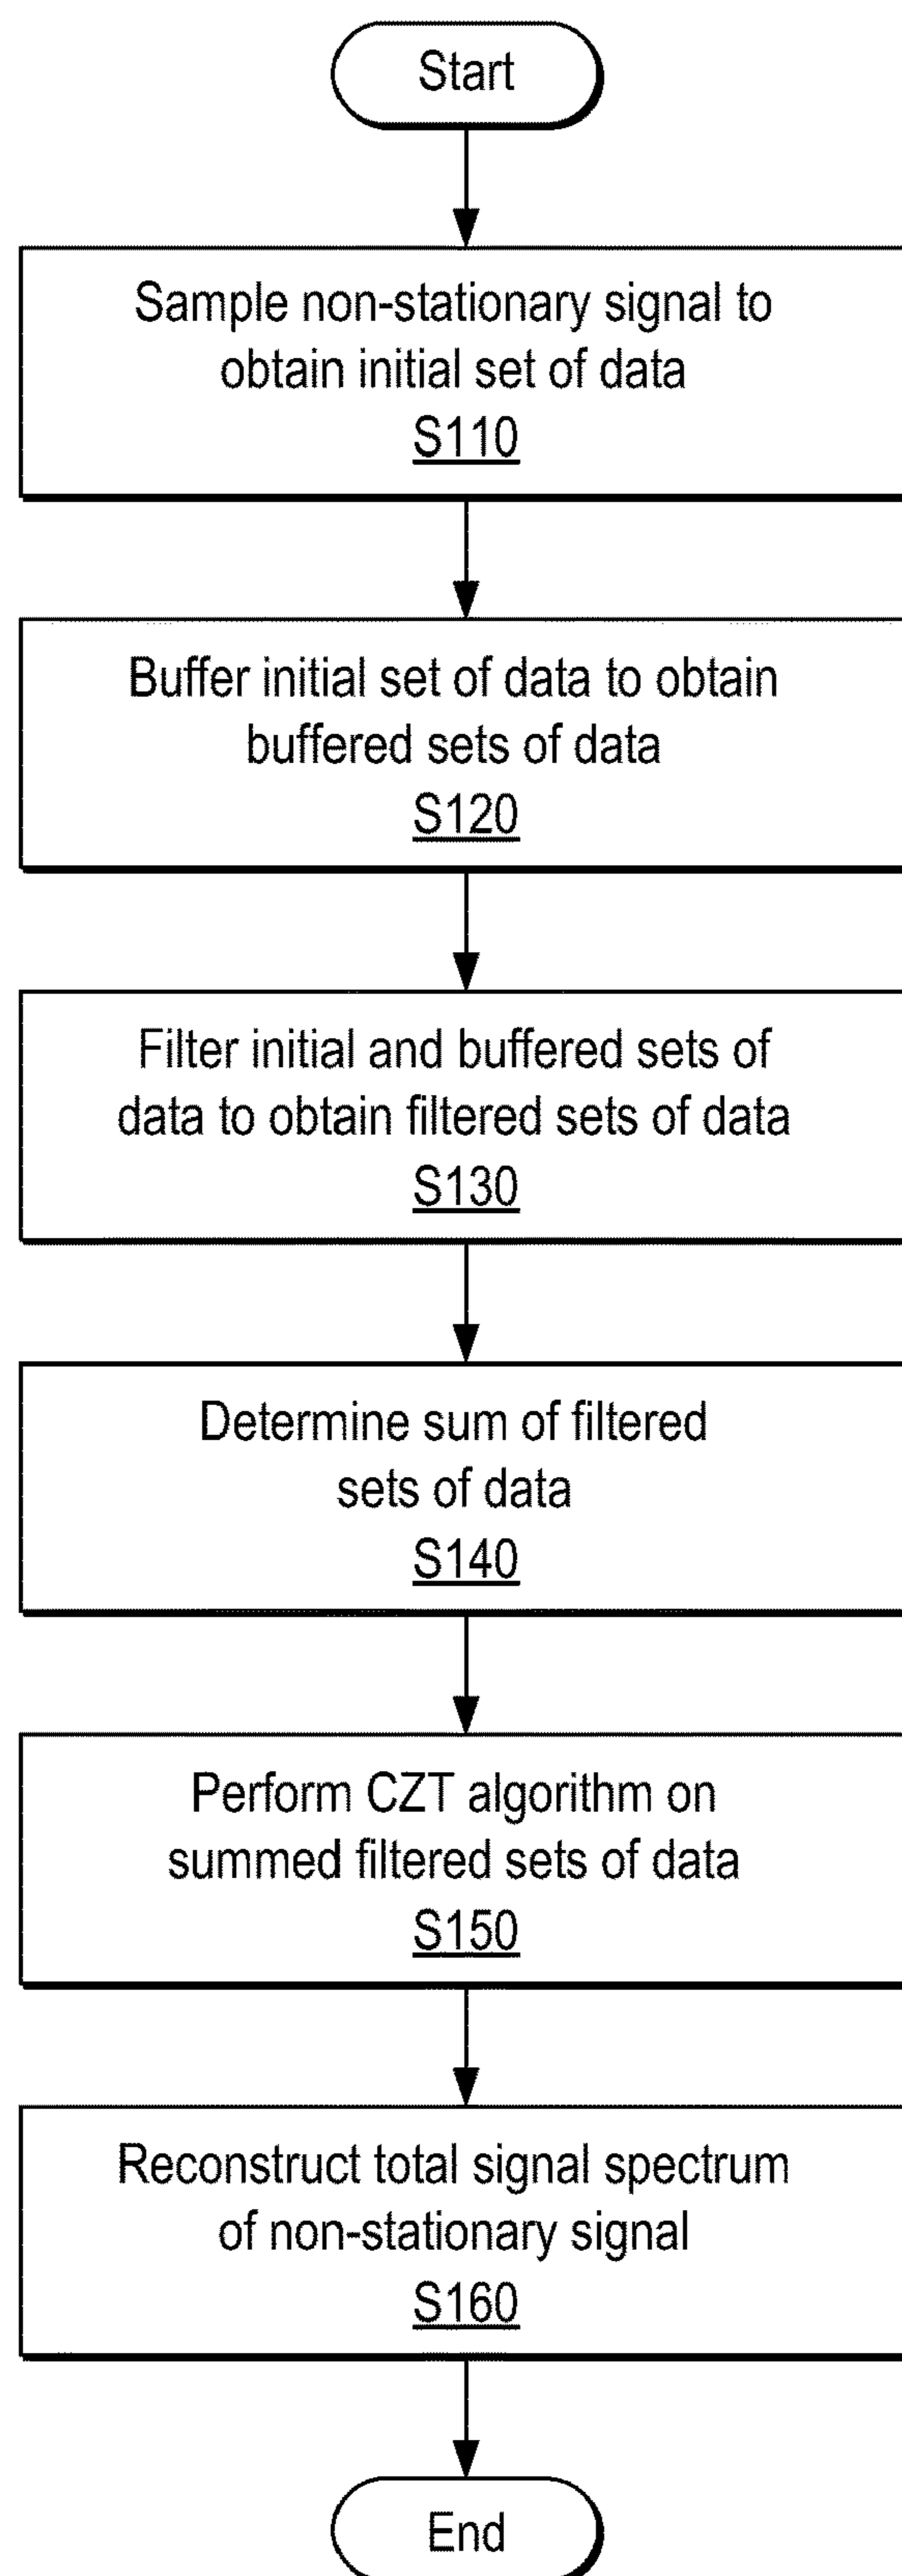 Start
Sample non-stationary signal to
obtain initial set of data
S110
Buffer initial set of data to obtain
buffered sets of data
S120
Filter initial and buffered sets of
data to obtain filtered sets of data
S130
Determine sum of filtered
sets of data
S140
Perform CZT algorithm on
summed filtered sets of data
S150
Reconstruct total signal spectrum
of non-stationary signal
S160
End